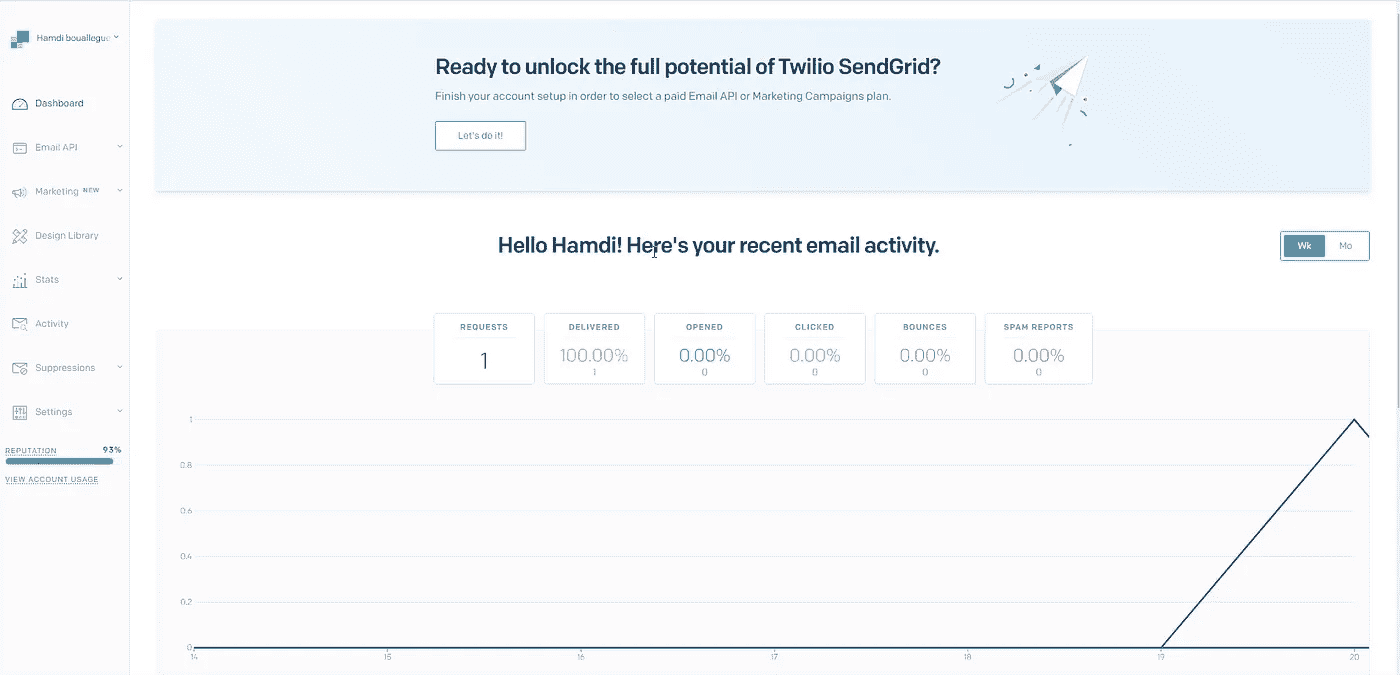 Hamdi bouallegue
Dashboard
Email API
Marketing NEW
Design Library
Stats
Activity
Suppressions
Settings
REPUTATION 93%
VIEW ACCOUNT USAGE
Ready to unlock the full potential of Twilio SendGrid?
Finish your account setup in order to select a paid Email API or Marketing Campaigns plan.
Let's do it!
Hello Hamdi! Here's your recent email activity.
Wk Mo
REQUESTS
1
DELIVERED
100.00%
1
OPENED
0.00%
0
CLICKED
0.00%
0
BOUNCES
0.00%
0
SPAM REPORTS
0.00%
0
1
0.8
0.6
0.4
0.2
0
14 15 16 17 18 19 20